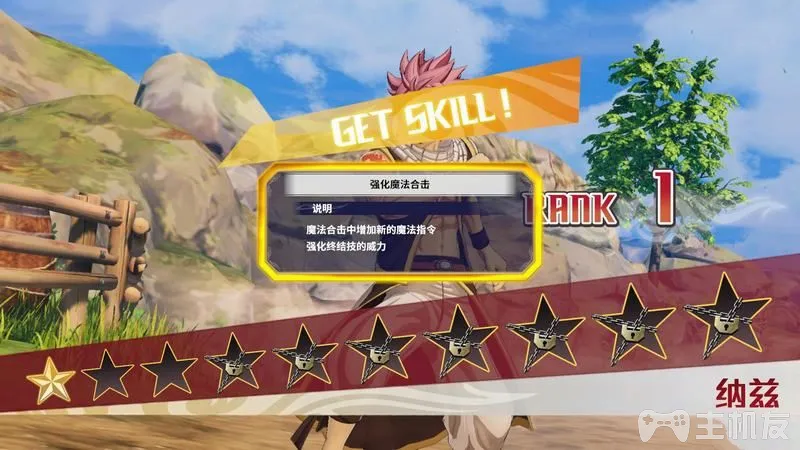 GET SKILL!
强化魔法合击
说明
魔法合击中增加新的魔法指令
强化终结技的威力
RANK 1
纳兹
主机友